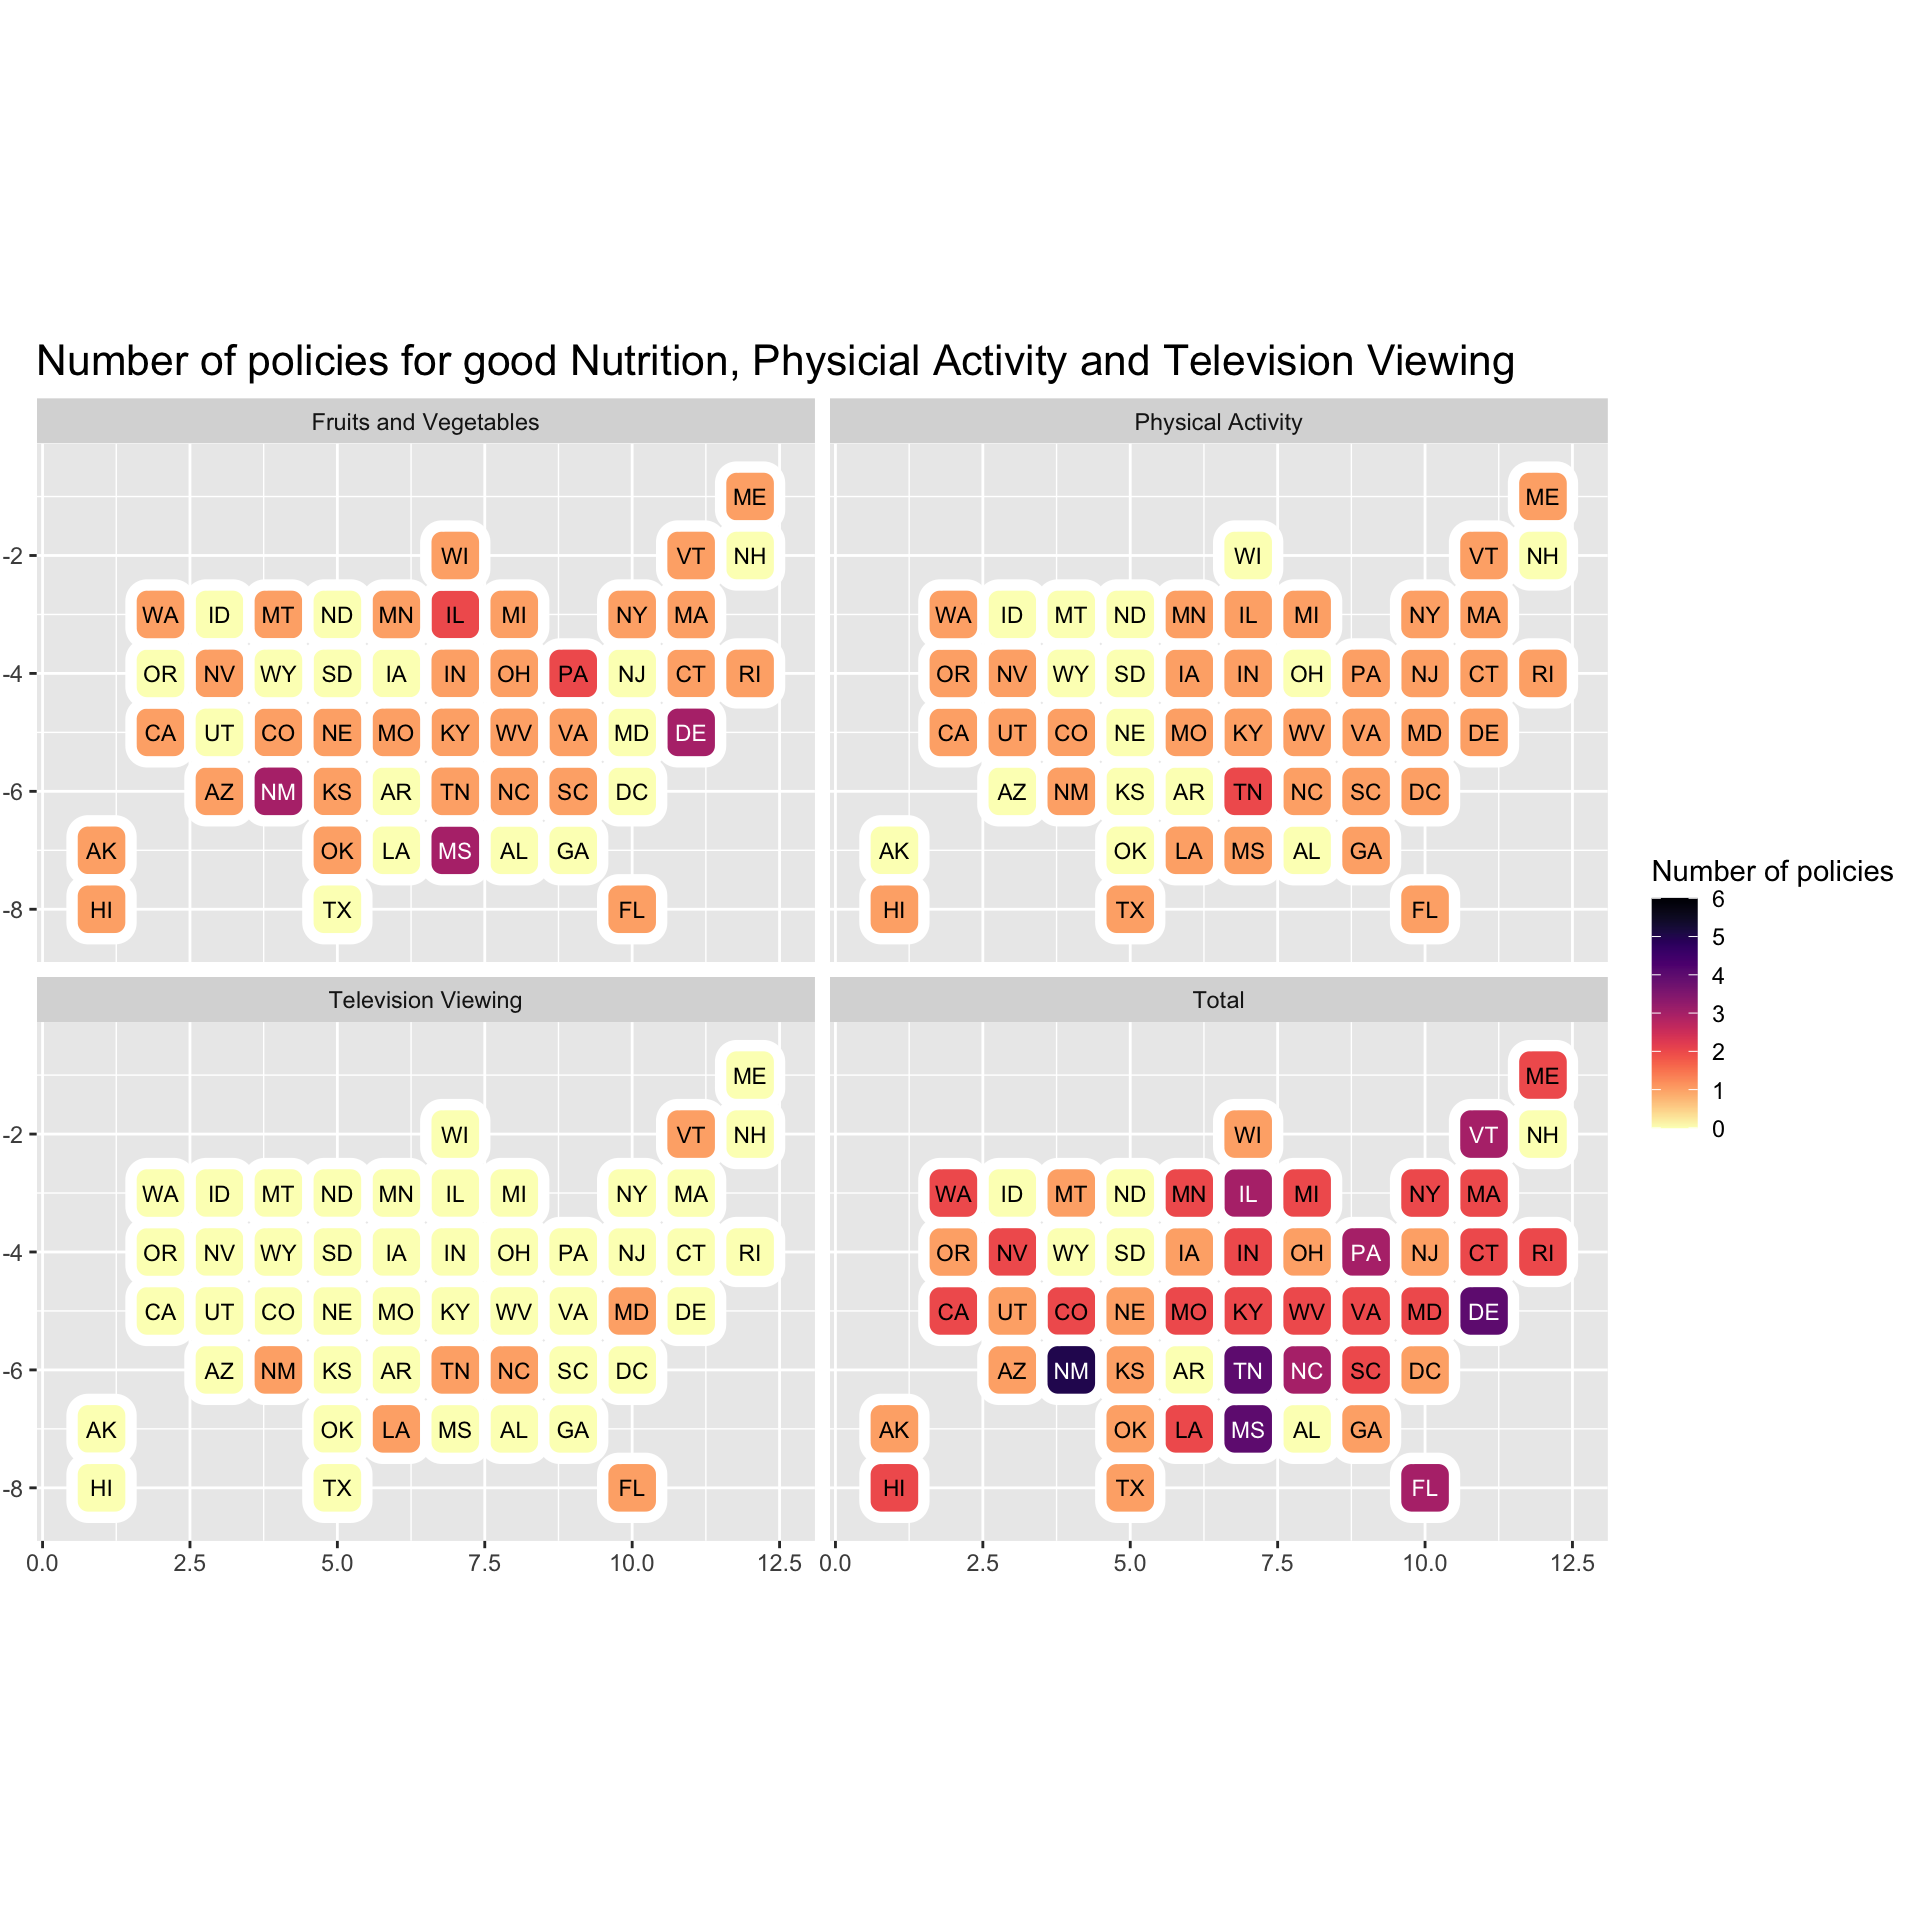 Number of policies for good Nutrition, Physicial Activity and Television Viewing
Fruits and Vegetables
ME
-2 WI VT NH
WA ID MT ND MN IL MI NY MA
-4 OR NV WY SD IA IN OH PA NJ CT RI
CA UT CO NE MO KY WV VA MD DE
-6 AZ NM KS AR TN NC SC DC
AK OK LA MS AL GA
-8 HI TX FL
Physical Activity
ME
WI VT NH
WA ID MT ND MN IL MI NY MA
OR NV WY SD IA IN OH PA NJ CT RI
CA UT CO NE MO KY WV VA MD DE
AZ NM KS AR TN NC SC DC
AK OK LA MS AL GA
HI TX FL
Television Viewing
ME
-2 WI VT NH
WA ID MT ND MN IL MI NY MA
-4 OR NV WY SD IA IN OH PA NJ CT RI
CA UT CO NE MO KY WV VA MD DE
-6 AZ NM KS AR TN NC SC DC
AK OK LA MS AL GA
-8 HI TX FL
0.0 2.5 5.0 7.5 10.0 12.5
Total
ME
WI VT NH
WA ID MT ND MN IL MI NY MA
OR NV WY SD IA IN OH PA NJ CT RI
CA UT CO NE MO KY WV VA MD DE
AZ NM KS AR TN NC SC DC
AK OK LA MS AL GA
HI TX FL
0.0 2.5 5.0 7.5 10.0 12.5
Number of policies
6
5
4
3
2
1
0